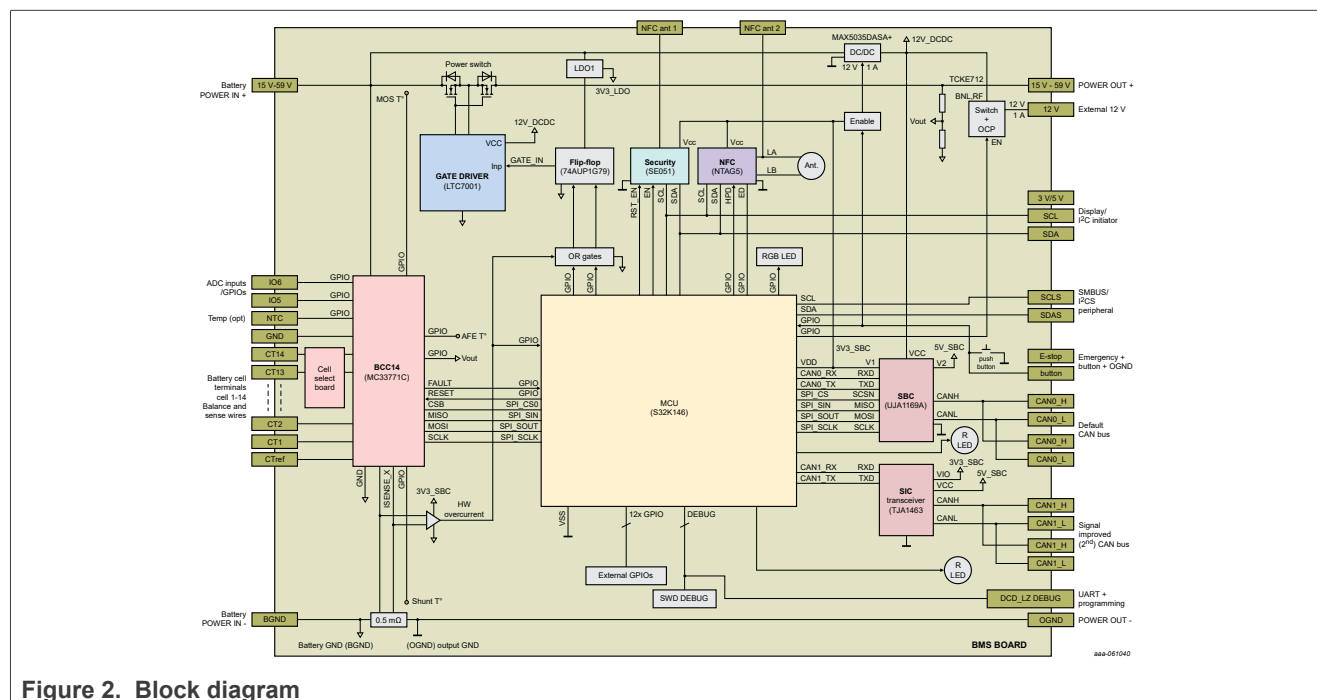 NFC ant 1
NFC ant 2
MAX5035DASA+
12V_DCDC
DC/DC
12 V
1 A
Power switch
LDO1
3V3_LDO
TCKE712
Battery
POWER IN +
15 V-59 V
15 V - 59 V
POWER OUT +
MOS T°
BNL,RF
Switch
+
OCP
12 V
1 A
12 V
External 12 V
EN
12V_DCDC
Enable
Vout
VCC
Inp
GATE_IN
GATE DRIVER
(LTC7001)
Flip-flop
(74AUP1G79)
Vcc
Security
(SE051)
Vcc
NFC
(NTAG5)
LA
LB
Ant.
RST_EN
EN
SCL
SDA
SCL
SDA
HPD
ED
3 V/5 V
SCL
SDA
Display/
I2C initiator
OR gates
RGB LED
GPIO
GPIO
GPIO
GPIO
GPIO
GPIO
ADC inputs
/GPIOs
IO6
GPIO
IO5
GPIO
Temp (opt)
NTC
GPIO
GND
CT14
CT13
Cell
select
board
Battery cell
terminals
cell 1-14
Balance and
sense wires
CT2
CT1
CTref
BCC14
(MC33771C)
GPIO
AFE T°
GPIO
Vout
FAULT
RESET
CSB
MISO
MOSI
SCLK
GPIO
GPIO
GPIO
SPI_CS0
SPI_SIN
SPI_SOUT
SPI_SCLK
MCU
(S32K146)
SCL
SDA
GPIO
GPIO
SCLS
SDAS
SMBUS/
I2CS
peripheral
3V3_SBC
5V_SBC
push
button
E-stop
button
Emergency +
button + OGND
VCC
VDD
V1
V2
CAN0_RX
RXD
CAN0_TX
TXD
SPI_CS
SCSN
SPI_SIN
MISO
SPI_SOUT
MOSI
SPI_SCLK
SCLK
SBC
(UJA1169A)
CANH
CANL
CAN0_H
CAN0_L
CAN0_H
CAN0_L
Default
CAN bus
R
LED
CAN1_RX
RXD
CAN1_TX
TXD
SIC
transceiver
(TJA1463
3V3_SBC
VIO
5V_SBC
VCC
CANH
CANL
CAN1_H
CAN1_L
CAN1_H
CAN1_L
Signal
improved
(2nd) CAN bus
GND
ISENSE_X
GPIO
3V3_SBC
HW
overcurrent
VSS
12x GPIO
DEBUG
External GPIOs
SWD DEBUG
R
LED
DCD_LZ DEBUG
UART +
programming
Shunt T°
Battery
POWER IN -
BGND
0.5 mΩ
OGND
POWER OUT -
Battery GND (BGND)
(OGND) output GND
BMS BOARD
aaa-061040
Figure 2. Block diagram